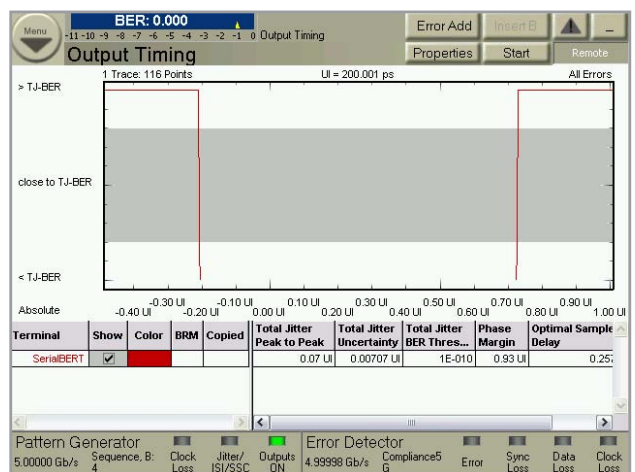 Menu
BER: 0.000
-11 -10 -9 -8 -7 -6 -5 -4 -3 -2 -1 0 Output Timing
Error Add Insert B _
Output Timing
Properties Start Remote
1 Trace: 116 Points UI = 200.001 ps All Errors
> TJ-BER
close to TJ-BER
< TJ-BER
-0.30 UI -0.10 UI 0.10 UI 0.30 UI 0.50 UI 0.70 UI 0.90 UI
Absolute -0.40 UI -0.20 UI 0.00 UI 0.20 UI 0.40 UI 0.60 UI 0.80 UI 1.00 UI
Terminal Show Color BRM Copied Total Jitter Peak to Peak Total Jitter Uncertainty Total Jitter BER Thres... Phase Margin Optimal Sample Delay
SerialBERT 0.07 UI 0.00707 UI 1E-010 0.93 UI 0.257
Pattern Generator Error Detector
5.00000 Gb/s Sequence, B: 4 Clock Loss Jitter/ ISI/SSC Outputs ON 4.99998 Gb/s Compliance5 G Error Sync Loss Data Loss Clock Loss